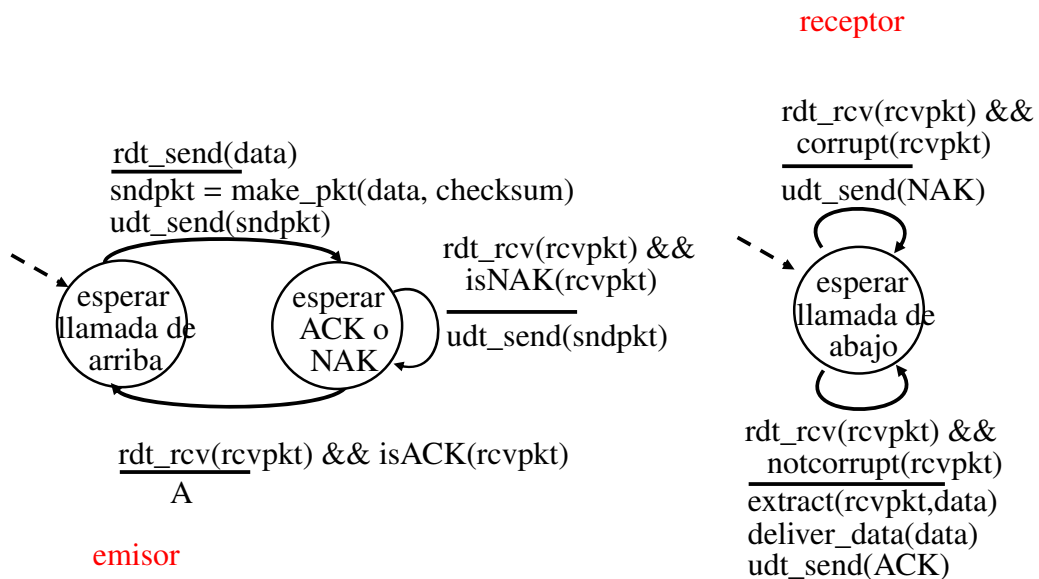 receptor
rdt_send(data)
sndpkt = make_pkt(data, checksum)
udt_send(sndpkt)
esperar
llamada de
arriba
esperar
ACK o
NAK
rdt_rcv(rcvpkt) &&
isNAK(rcvpkt)
udt_send(sndpkt)
rdt_rcv(rcvpkt) && isACK(rcvpkt)
A
emisor
rdt_rcv(rcvpkt) &&
corrupt(rcvpkt)
udt_send(NAK)
esperar
llamada de
abajo
rdt_rcv(rcvpkt) &&
notcorrupt(rcvpkt)
extract(rcvpkt,data)
deliver_data(data)
udt_send(ACK)